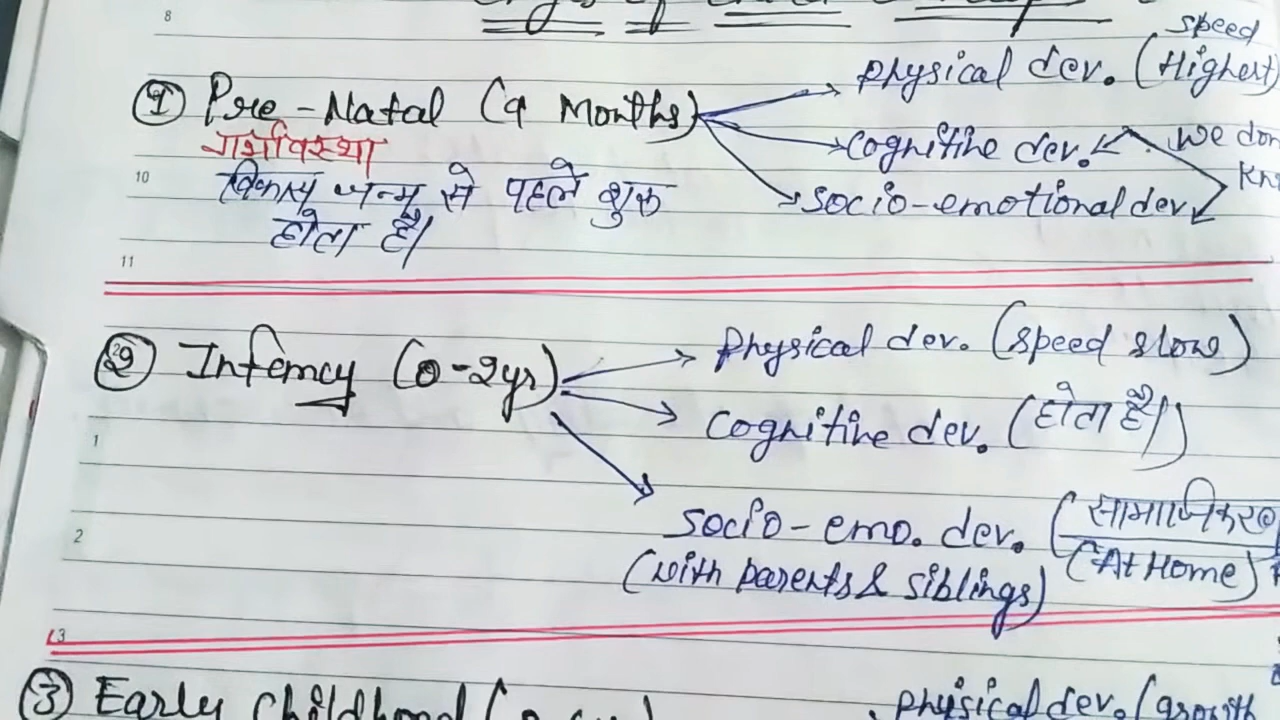 8
speed
① Pre-Natal (9 Months)
Physical dev. (Highest)
गर्भावस्था
Cognitive dev.
We don
10
विकास जन्म से पहले शुरू
socio-emotional dev.
होता है।
11
② Infemcy (0-2yr)
Physical dev. (speed slow)
1
Cognitive dev. (होता है।)
2
Socio-emo. dev. (सामाजिकरण
(with parents & siblings)
(At Home)
3
③ Early Childhood
Physical dev. (growth